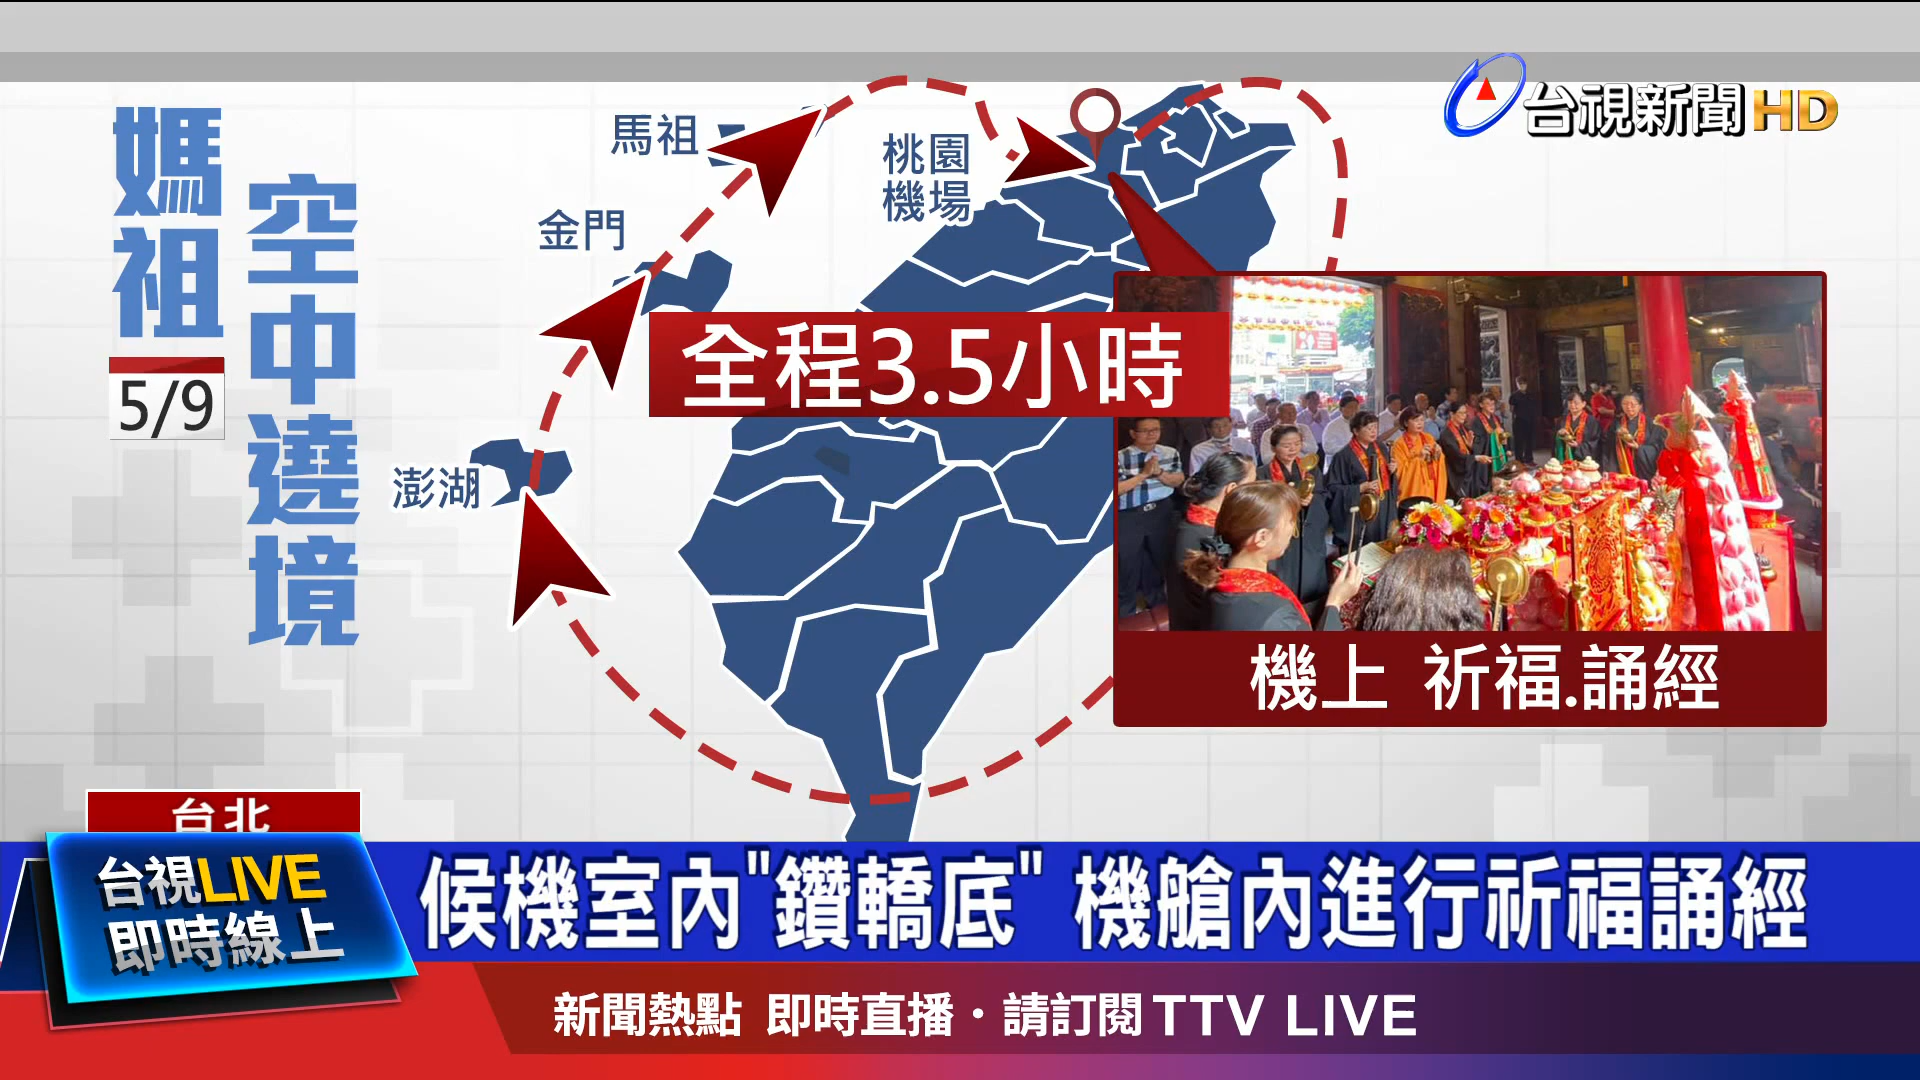 台視新聞HD
媽祖
空中遶境
5/9
馬祖
金門
澎湖
桃園
機場
全程3.5小時
機上 祈福.誦經
台北
台視LIVE
即時線上
候機室內"鑽轎底" 機艙內進行祈福誦經
新聞熱點 即時直播・請訂閱TTV LIVE